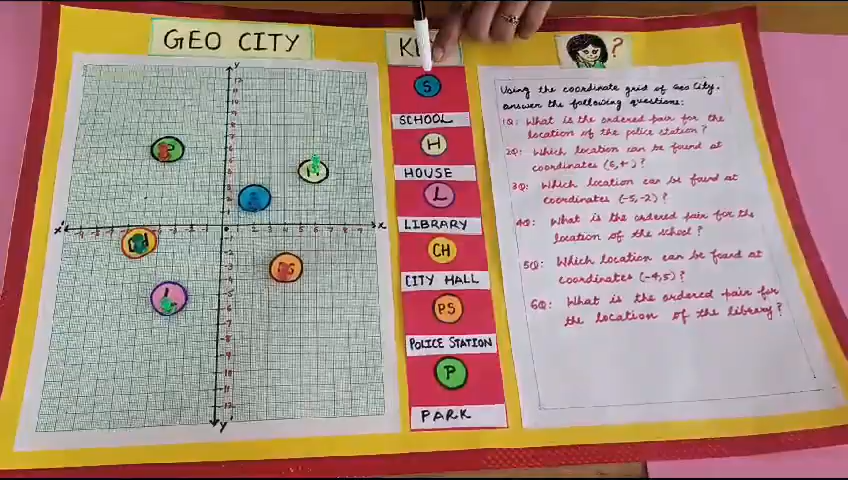 GEO CITY
KEY
?
S
SCHOOL
H
HOUSE
L
LIBRARY
CH
CITY HALL
PS
POLICE STATION
P
PARK
Using the coordinate grid of Geo City.
answer the following questions:
1Q: What is the ordered pair for the
location of the police station?
2Q: Which location can be found at
coordinates (6,4)?
3Q: Which location can be found at
coordinates (-5,-2)?
4Q: What is the ordered pair for the
location of the school?
5Q: Which location can be found at
coordinates (-4,5)?
6Q: What is the ordered pair for
the location of the library?
Y
X'
X
Y'
P
H
S
PS
L